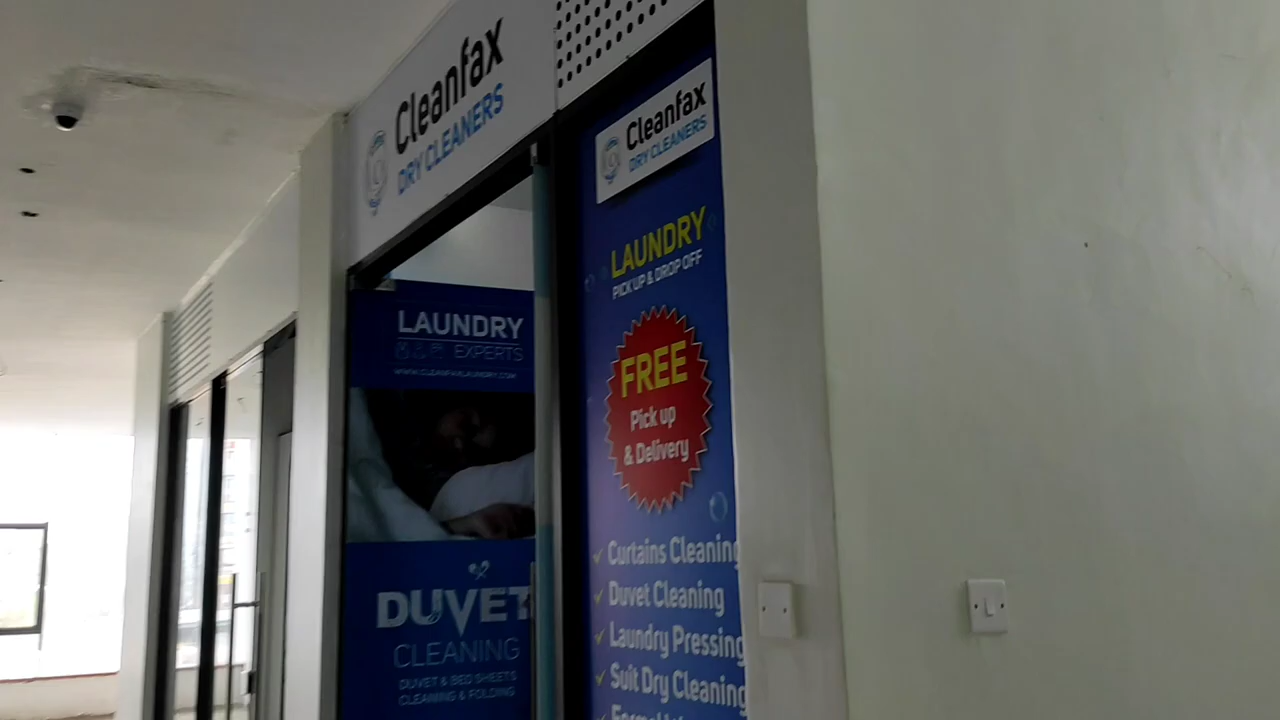 Cleanfax
DRY CLEANERS
LAUNDRY
EXPERTS
WWW.CLEANFAXLAUNDRY.COM
DUVET
CLEANING
DUVET & BED SHEETS
CLEANING & FOLDING
Cleanfax
DRY CLEANERS
LAUNDRY
PICK UP & DROP OFF
FREE
Pick up
& Delivery
Curtains Cleaning
Duvet Cleaning
Laundry Pressing
Suit Dry Cleaning